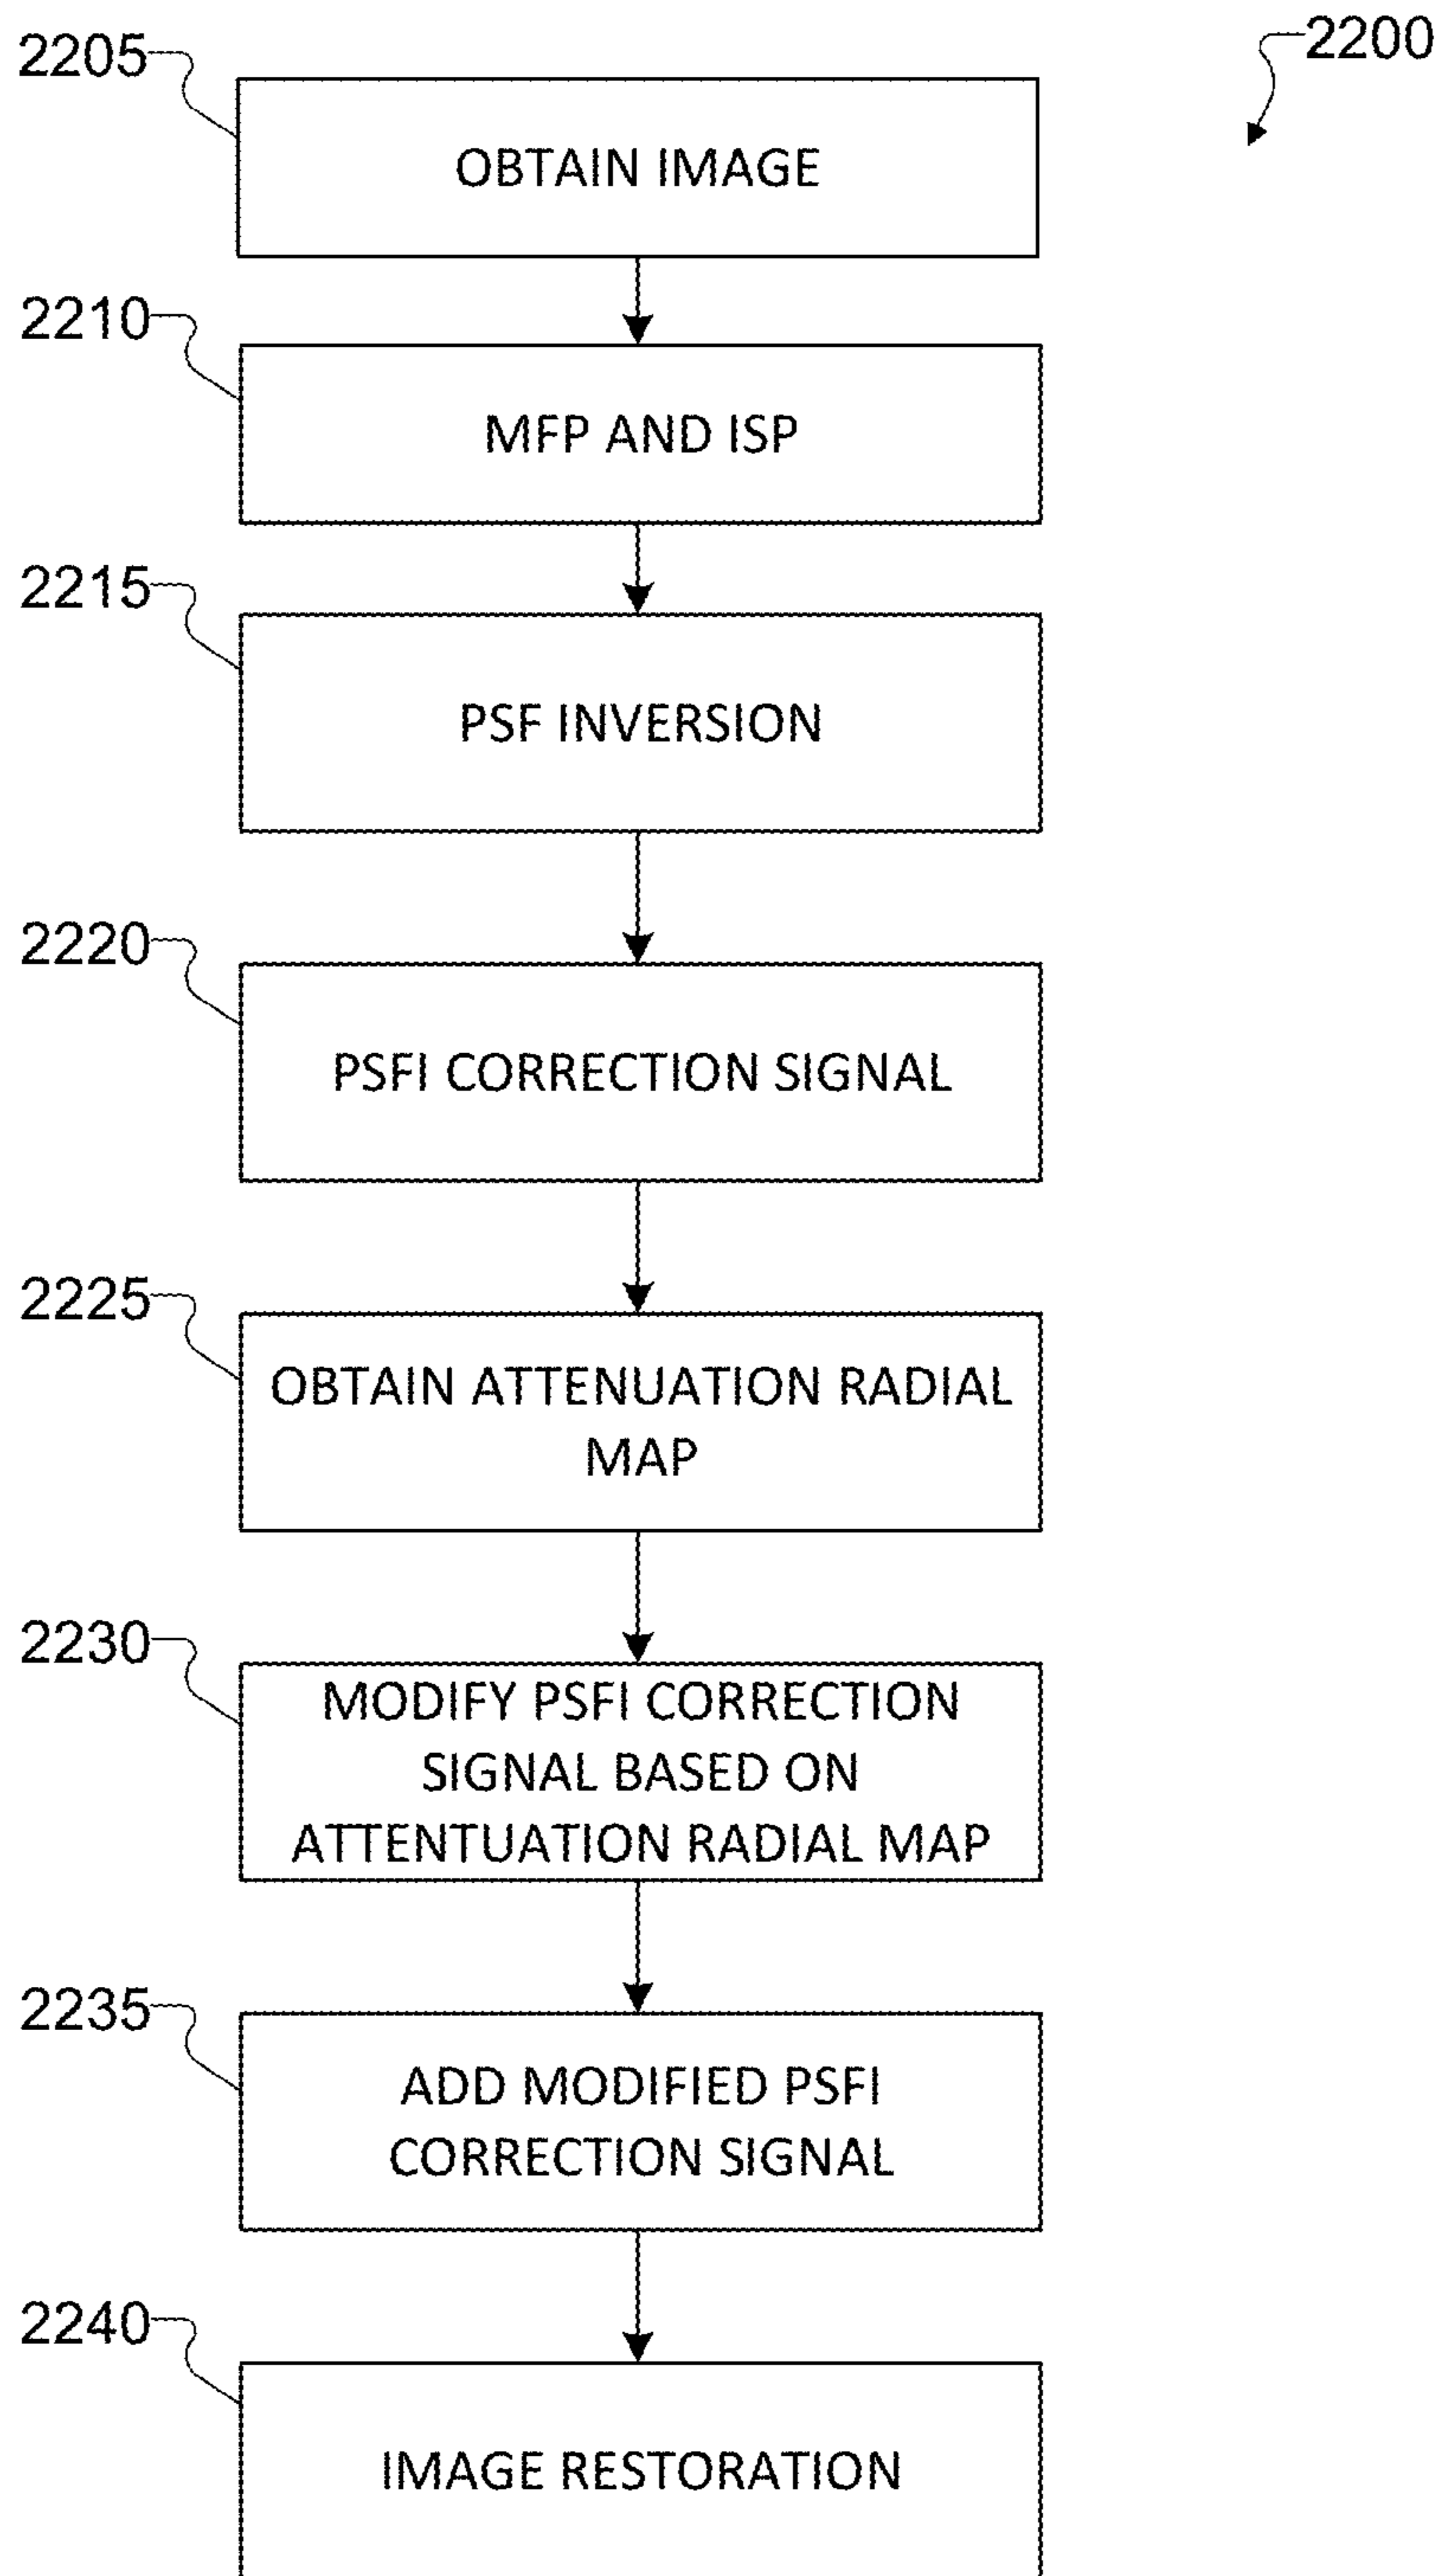 2200
2205
OBTAIN IMAGE
2210
MFP AND ISP
2215
PSF INVERSION
2220
PSFI CORRECTION SIGNAL
2225
OBTAIN ATTENUATION RADIAL
MAP
2230
MODIFY PSFI CORRECTION
SIGNAL BASED ON
ATTENTUATION RADIAL MAP
2235
ADD MODIFIED PSFI
CORRECTION SIGNAL
2240
IMAGE RESTORATION